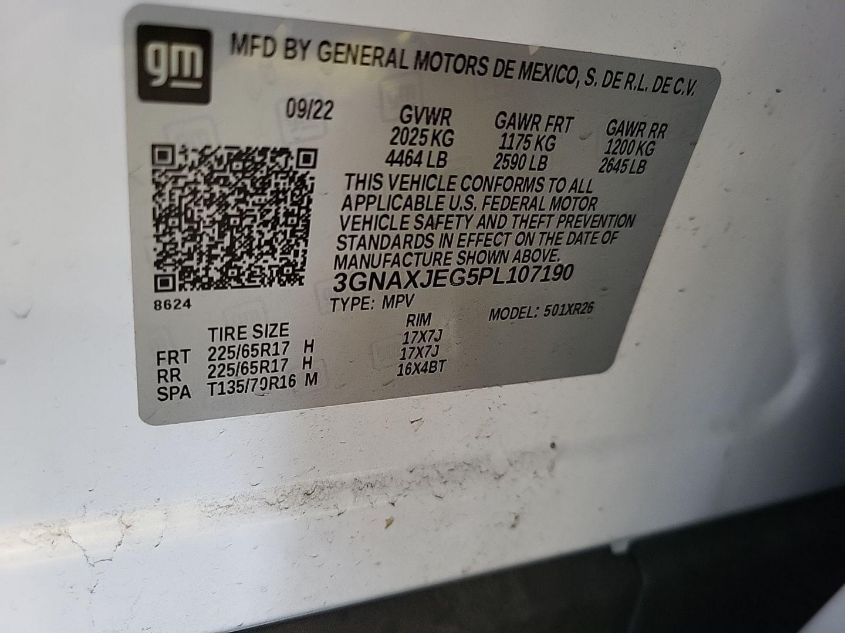 gm
MFD BY GENERAL MOTORS DE MEXICO, S. DE R.L. DE C.V.
09/22 GVWR GAWR FRT GAWR RR
2025 KG 1175 KG 1200 KG
4464 LB 2590 LB 2645 LB
THIS VEHICLE CONFORMS TO ALL
APPLICABLE U.S. FEDERAL MOTOR
VEHICLE SAFETY AND THEFT PREVENTION
STANDARDS IN EFFECT ON THE DATE OF
MANUFACTURE SHOWN ABOVE.
3GNAXJEG5PL107190
8624 TYPE: MPV MODEL: 501XR26
TIRE SIZE RIM
FRT 225/65R17 H 17X7J
RR 225/65R17 H 17X7J
SPA T135/70R16 M 16X4BT